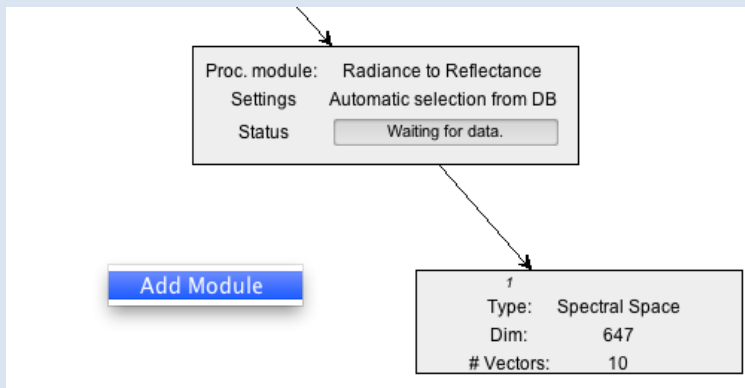 Proc. module: Radiance to Reflectance
Settings Automatic selection from DB
Status Waiting for data.
Add Module
1
Type: Spectral Space
Dim: 647
# Vectors: 10